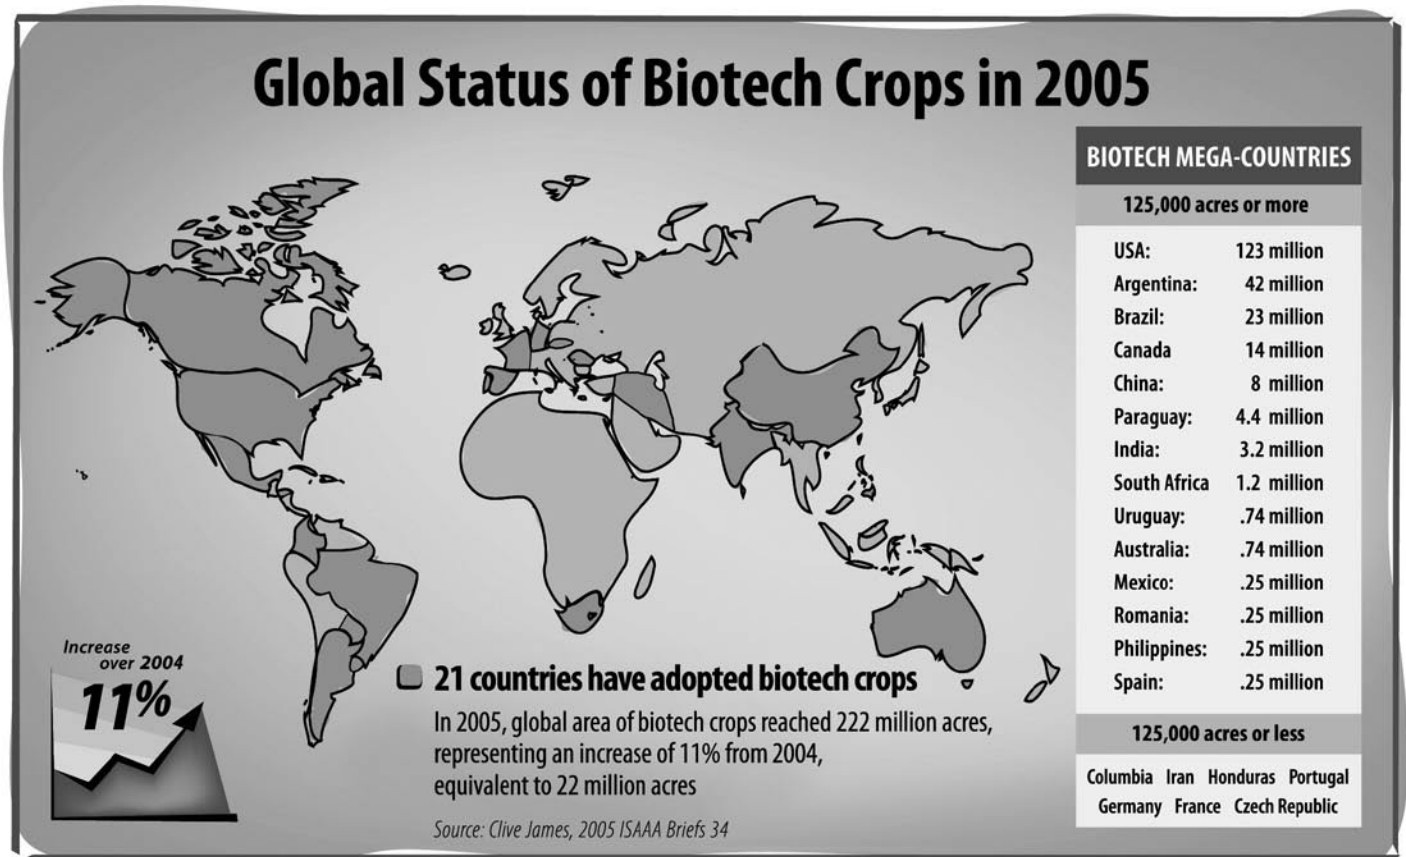 Global Status of Biotech Crops in 2005
BIOTECH MEGA-COUNTRIES
125,000 acres or more
USA: 123 million
Argentina: 42 million
Brazil: 23 million
Canada 14 million
China: 8 million
Paraguay: 4.4 million
India: 3.2 million
South Africa 1.2 million
Uruguay: .74 million
Australia: .74 million
Mexico: .25 million
Romania: .25 million
Philippines: .25 million
Spain: .25 million
125,000 acres or less
Columbia Iran Honduras Portugal
Germany France Czech Republic
Increase
over 2004
11%
21 countries have adopted biotech crops
In 2005, global area of biotech crops reached 222 million acres,
representing an increase of 11% from 2004,
equivalent to 22 million acres
Source: Clive James, 2005 ISAAA Briefs 34